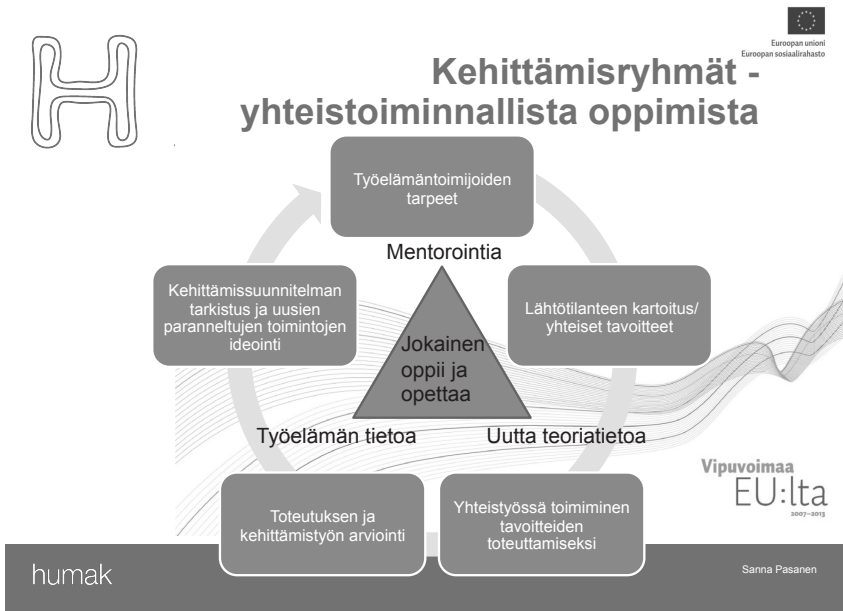 Euroopan unioni
Euroopan sosiaalirahasto
Kehittämisryhmät -
yhteistoiminnallista oppimista
Työelämäntoimijoiden
tarpeet
Mentorointia
Kehittämissuunnitelman
tarkistus ja uusien
paranneltujen toimintojen
ideointi
Lähtötilanteen kartoitus/
yhteiset tavoitteet
Jokainen
oppii ja
opettaa
Työelämän tietoa
Uutta teoriatietoa
Vipuvoimaa
EU:lta
2007–2013
Toteutuksen ja
kehittämistyön arviointi
Yhteistyössä toimiminen
tavoitteiden
toteuttamiseksi
humak
Sanna Pasanen